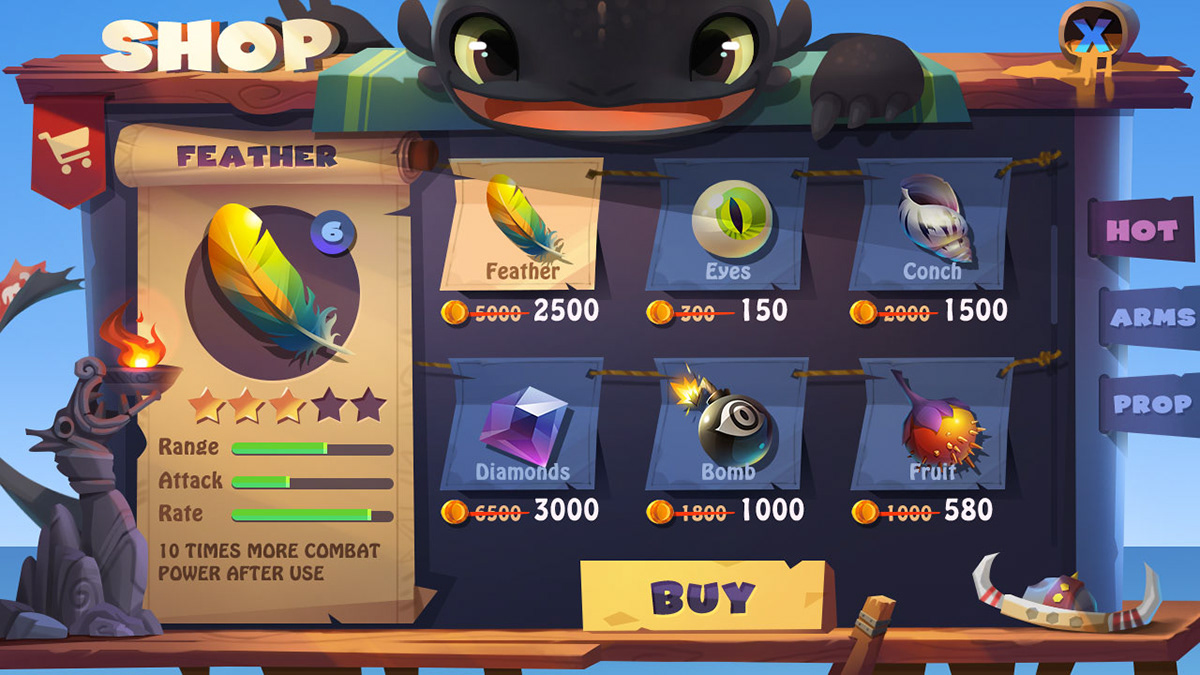 SHOP
X
FEATHER
6
Range
Attack
Rate
10 TIMES MORE COMBAT
POWER AFTER USE
Feather
5000 2500
Eyes
300 150
Conch
2000 1500
Diamonds
6500 3000
Bomb
1800 1000
Fruit
1000 580
BUY
HOT
ARMS
PROP